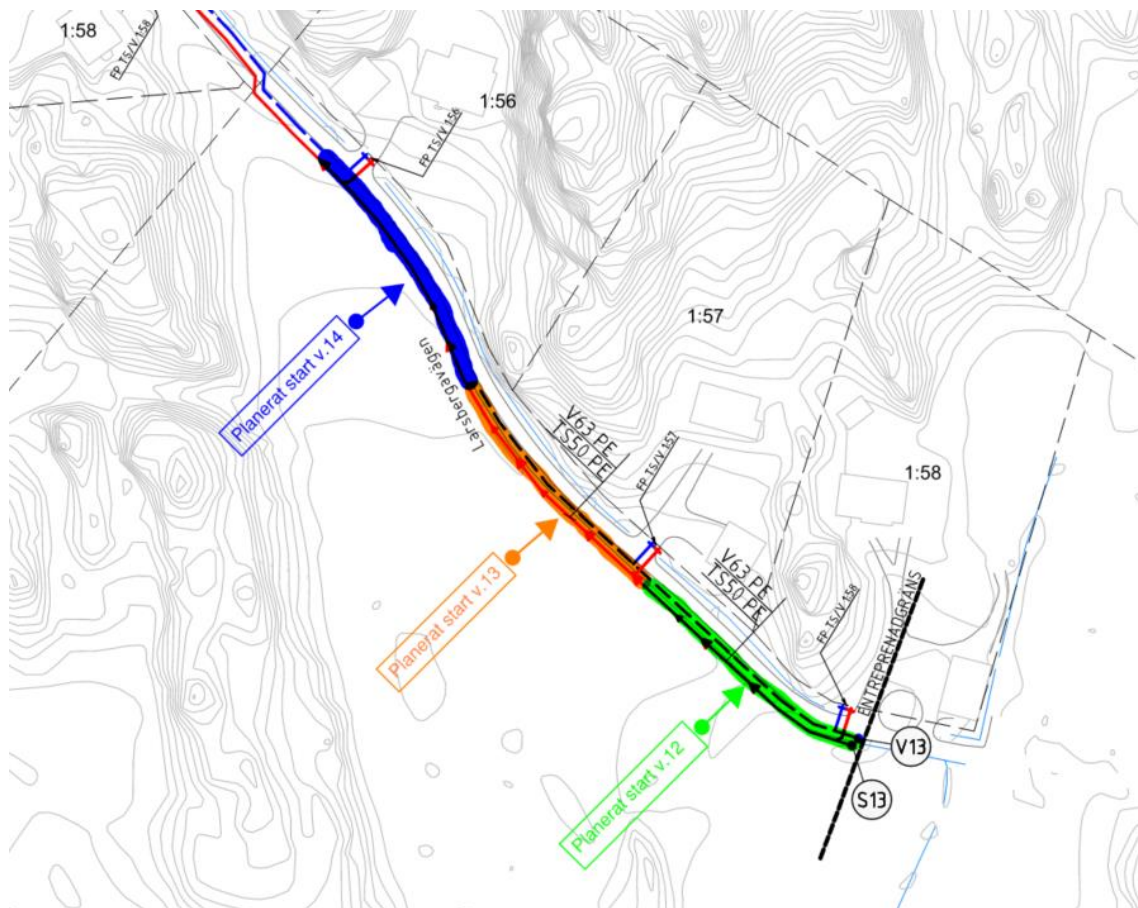 1:58
FP TS/V 158
1:56
FP TS/V 156
Planerat start v.14
Larsbergavägen
1:57
V63 PE
TS50 PE
FP TS/V 157
1:58
Planerat start v.13
V63 PE
TS50 PE
FP TS/V 158
ENTREPRENADGRÄNS
V13
S13
Planerat start v.12